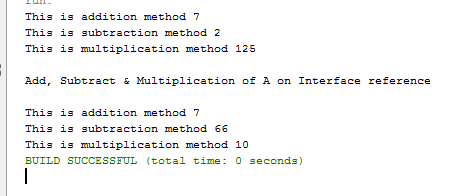 run:
This is addition method 7
This is subtraction method 2
This is multiplication method 125
Add, Subtract & Multiplication of A on Interface reference
This is addition method 7
This is subtraction method 66
This is multiplication method 10
BUILD SUCCESSFUL (total time: 0 seconds)